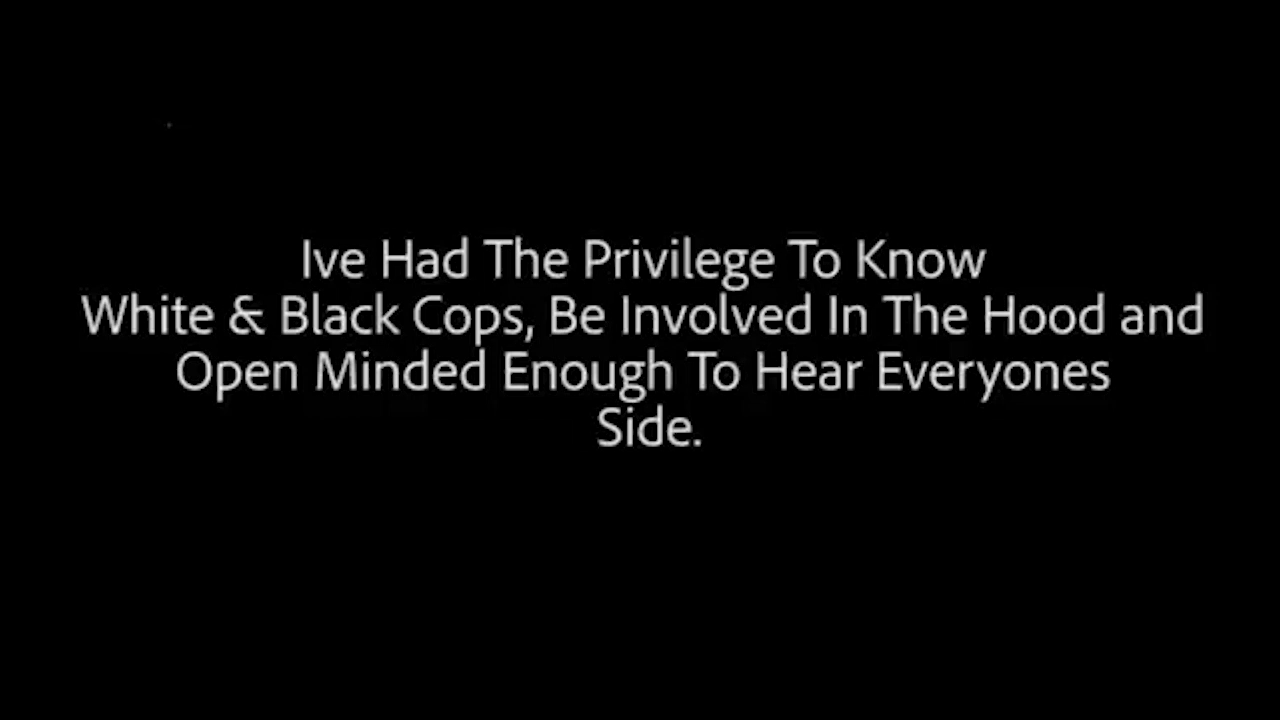 Ive Had The Privilege To Know
White & Black Cops, Be Involved In The Hood and
Open Minded Enough To Hear Everyones
Side.